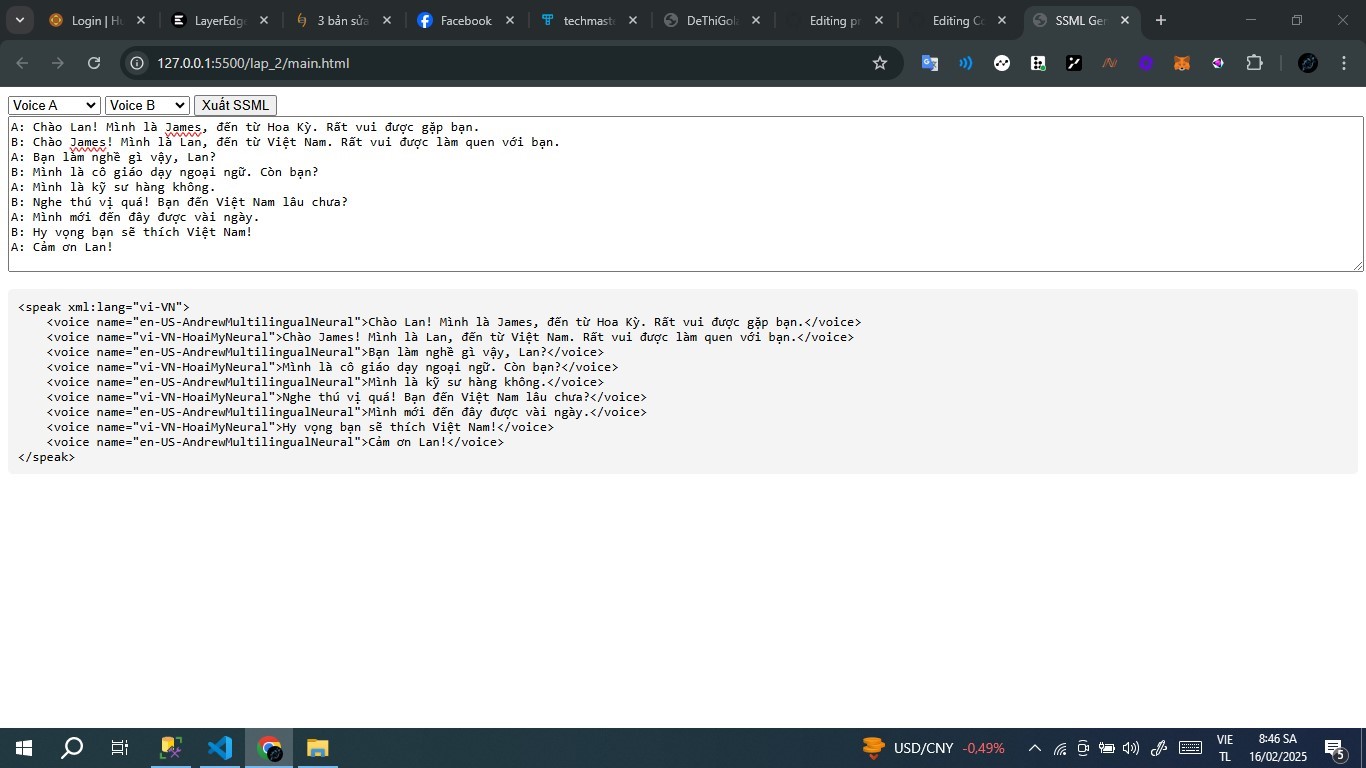 Login | Hu
LayerEdge
3 bản sửa
Facebook
techmaste
DeThiGola
Editing pr
Editing Co
SSML Gen
127.0.0.1:5500/lap_2/main.html
Voice A Voice B Xuất SSML
A: Chào Lan! Mình là James, đến từ Hoa Kỳ. Rất vui được gặp bạn.
B: Chào James! Mình là Lan, đến từ Việt Nam. Rất vui được làm quen với bạn.
A: Bạn làm nghề gì vậy, Lan?
B: Mình là cô giáo dạy ngoại ngữ. Còn bạn?
A: Mình là kỹ sư hàng không.
B: Nghe thú vị quá! Bạn đến Việt Nam lâu chưa?
A: Mình mới đến đây được vài ngày.
B: Hy vọng bạn sẽ thích Việt Nam!
A: Cảm ơn Lan!
<speak xml:lang="vi-VN">
<voice name="en-US-AndrewMultilingualNeural">Chào Lan! Mình là James, đến từ Hoa Kỳ. Rất vui được gặp bạn.</voice>
<voice name="vi-VN-HoaiMyNeural">Chào James! Mình là Lan, đến từ Việt Nam. Rất vui được làm quen với bạn.</voice>
<voice name="en-US-AndrewMultilingualNeural">Bạn làm nghề gì vậy, Lan?</voice>
<voice name="vi-VN-HoaiMyNeural">Mình là cô giáo dạy ngoại ngữ. Còn bạn?</voice>
<voice name="en-US-AndrewMultilingualNeural">Mình là kỹ sư hàng không.</voice>
<voice name="vi-VN-HoaiMyNeural">Nghe thú vị quá! Bạn đến Việt Nam lâu chưa?</voice>
<voice name="en-US-AndrewMultilingualNeural">Mình mới đến đây được vài ngày.</voice>
<voice name="vi-VN-HoaiMyNeural">Hy vọng bạn sẽ thích Việt Nam!</voice>
<voice name="en-US-AndrewMultilingualNeural">Cảm ơn Lan!</voice>
</speak>
USD/CNY -0,49%
VIE
TL
8:46 SA
16/02/2025
5